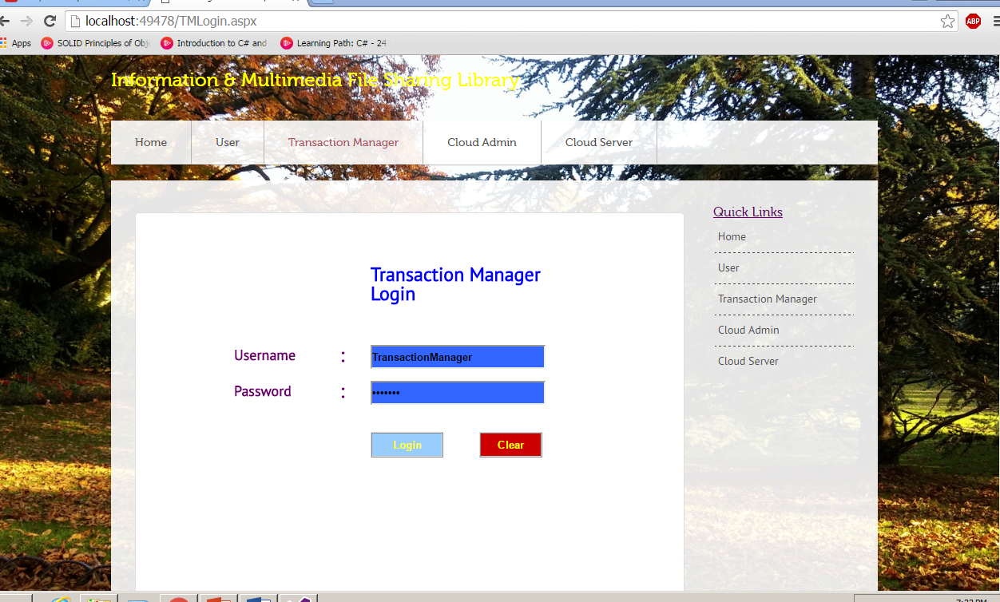 localhost:49478/TMLogin.aspx
ABP
Apps SOLID Principles of Obj Introduction to C# and Learning Path: C# - 24
Information & Multimedia File Sharing Library
Home User Transaction Manager Cloud Admin Cloud Server
Quick Links
Home
User
Transaction Manager
Cloud Admin
Cloud Server
Transaction Manager
Login
Username : TransactionManager
Password : •••••••
Login Clear